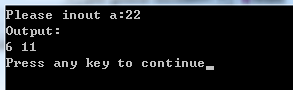 Please inout a:22
Output:
6 11
Press any key to continue_